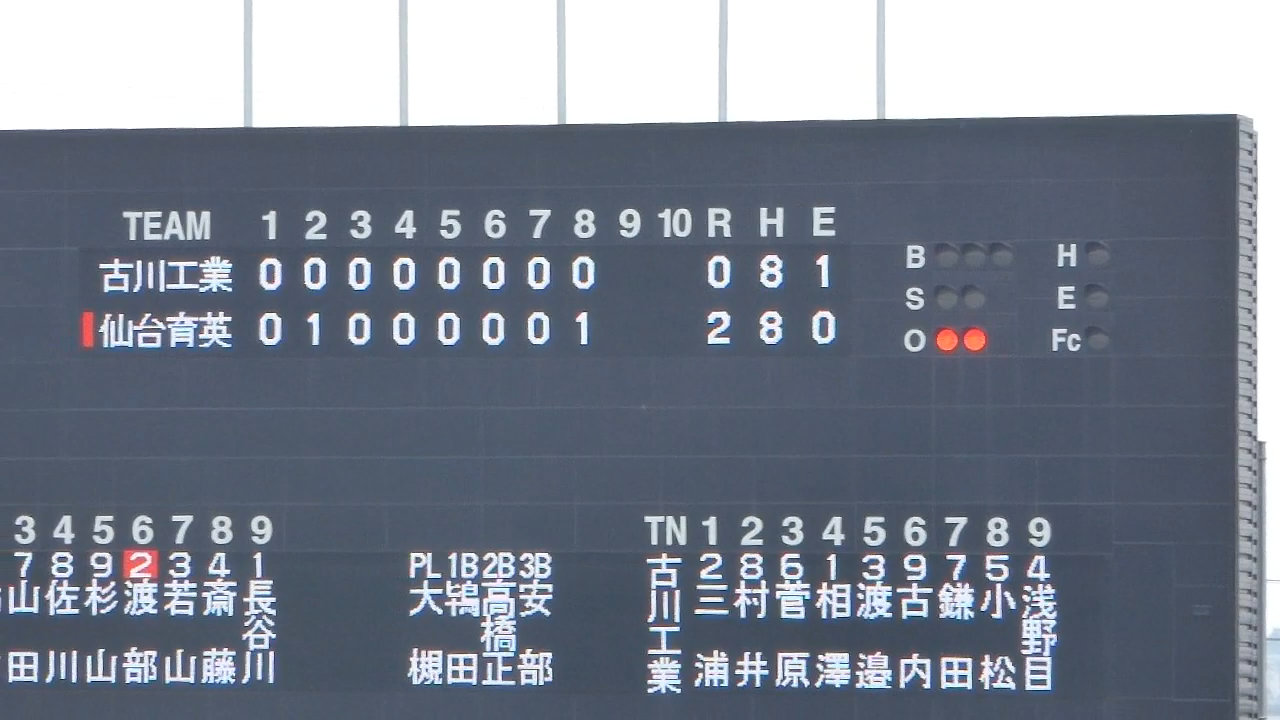 TEAM 1 2 3 4 5 6 7 8 9 10 R H E
古川工業 0 0 0 0 0 0 0 0 0 8 1
仙台育英 0 1 0 0 0 0 0 1 2 8 0
B H
S E
O Fc
3 4 5 6 7 8 9
7 8 9 2 3 4 1
山田 佐川 杉山 渡部 若山 斎藤 長谷川
PL 1B 2B 3B
大槻 鴇田 高橋正 安部
TN 1 2 3 4 5 6 7 8 9
古川工業 2 8 6 1 3 9 7 5 4
三浦 村井 菅原 相澤 渡邉 古内 鎌田 小松 浅野目